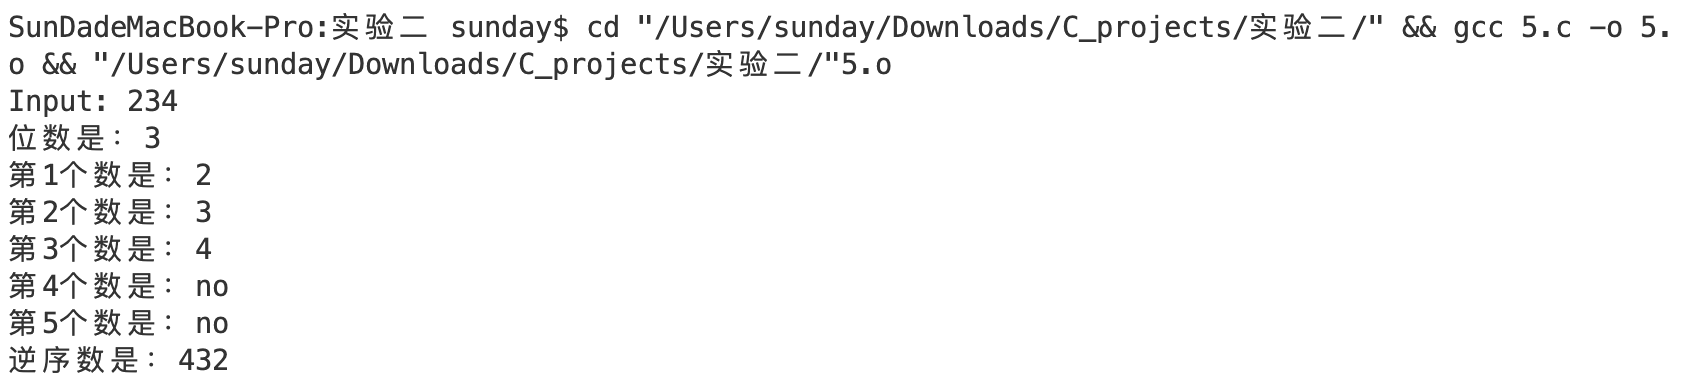 SunDadeMacBook-Pro:实验二 sunday$ cd "/Users/sunday/Downloads/C_projects/实验二/" && gcc 5.c -o 5.
o && "/Users/sunday/Downloads/C_projects/实验二/"5.o
Input: 234
位数是：3
第1个数是：2
第2个数是：3
第3个数是：4
第4个数是：no
第5个数是：no
逆序数是：432